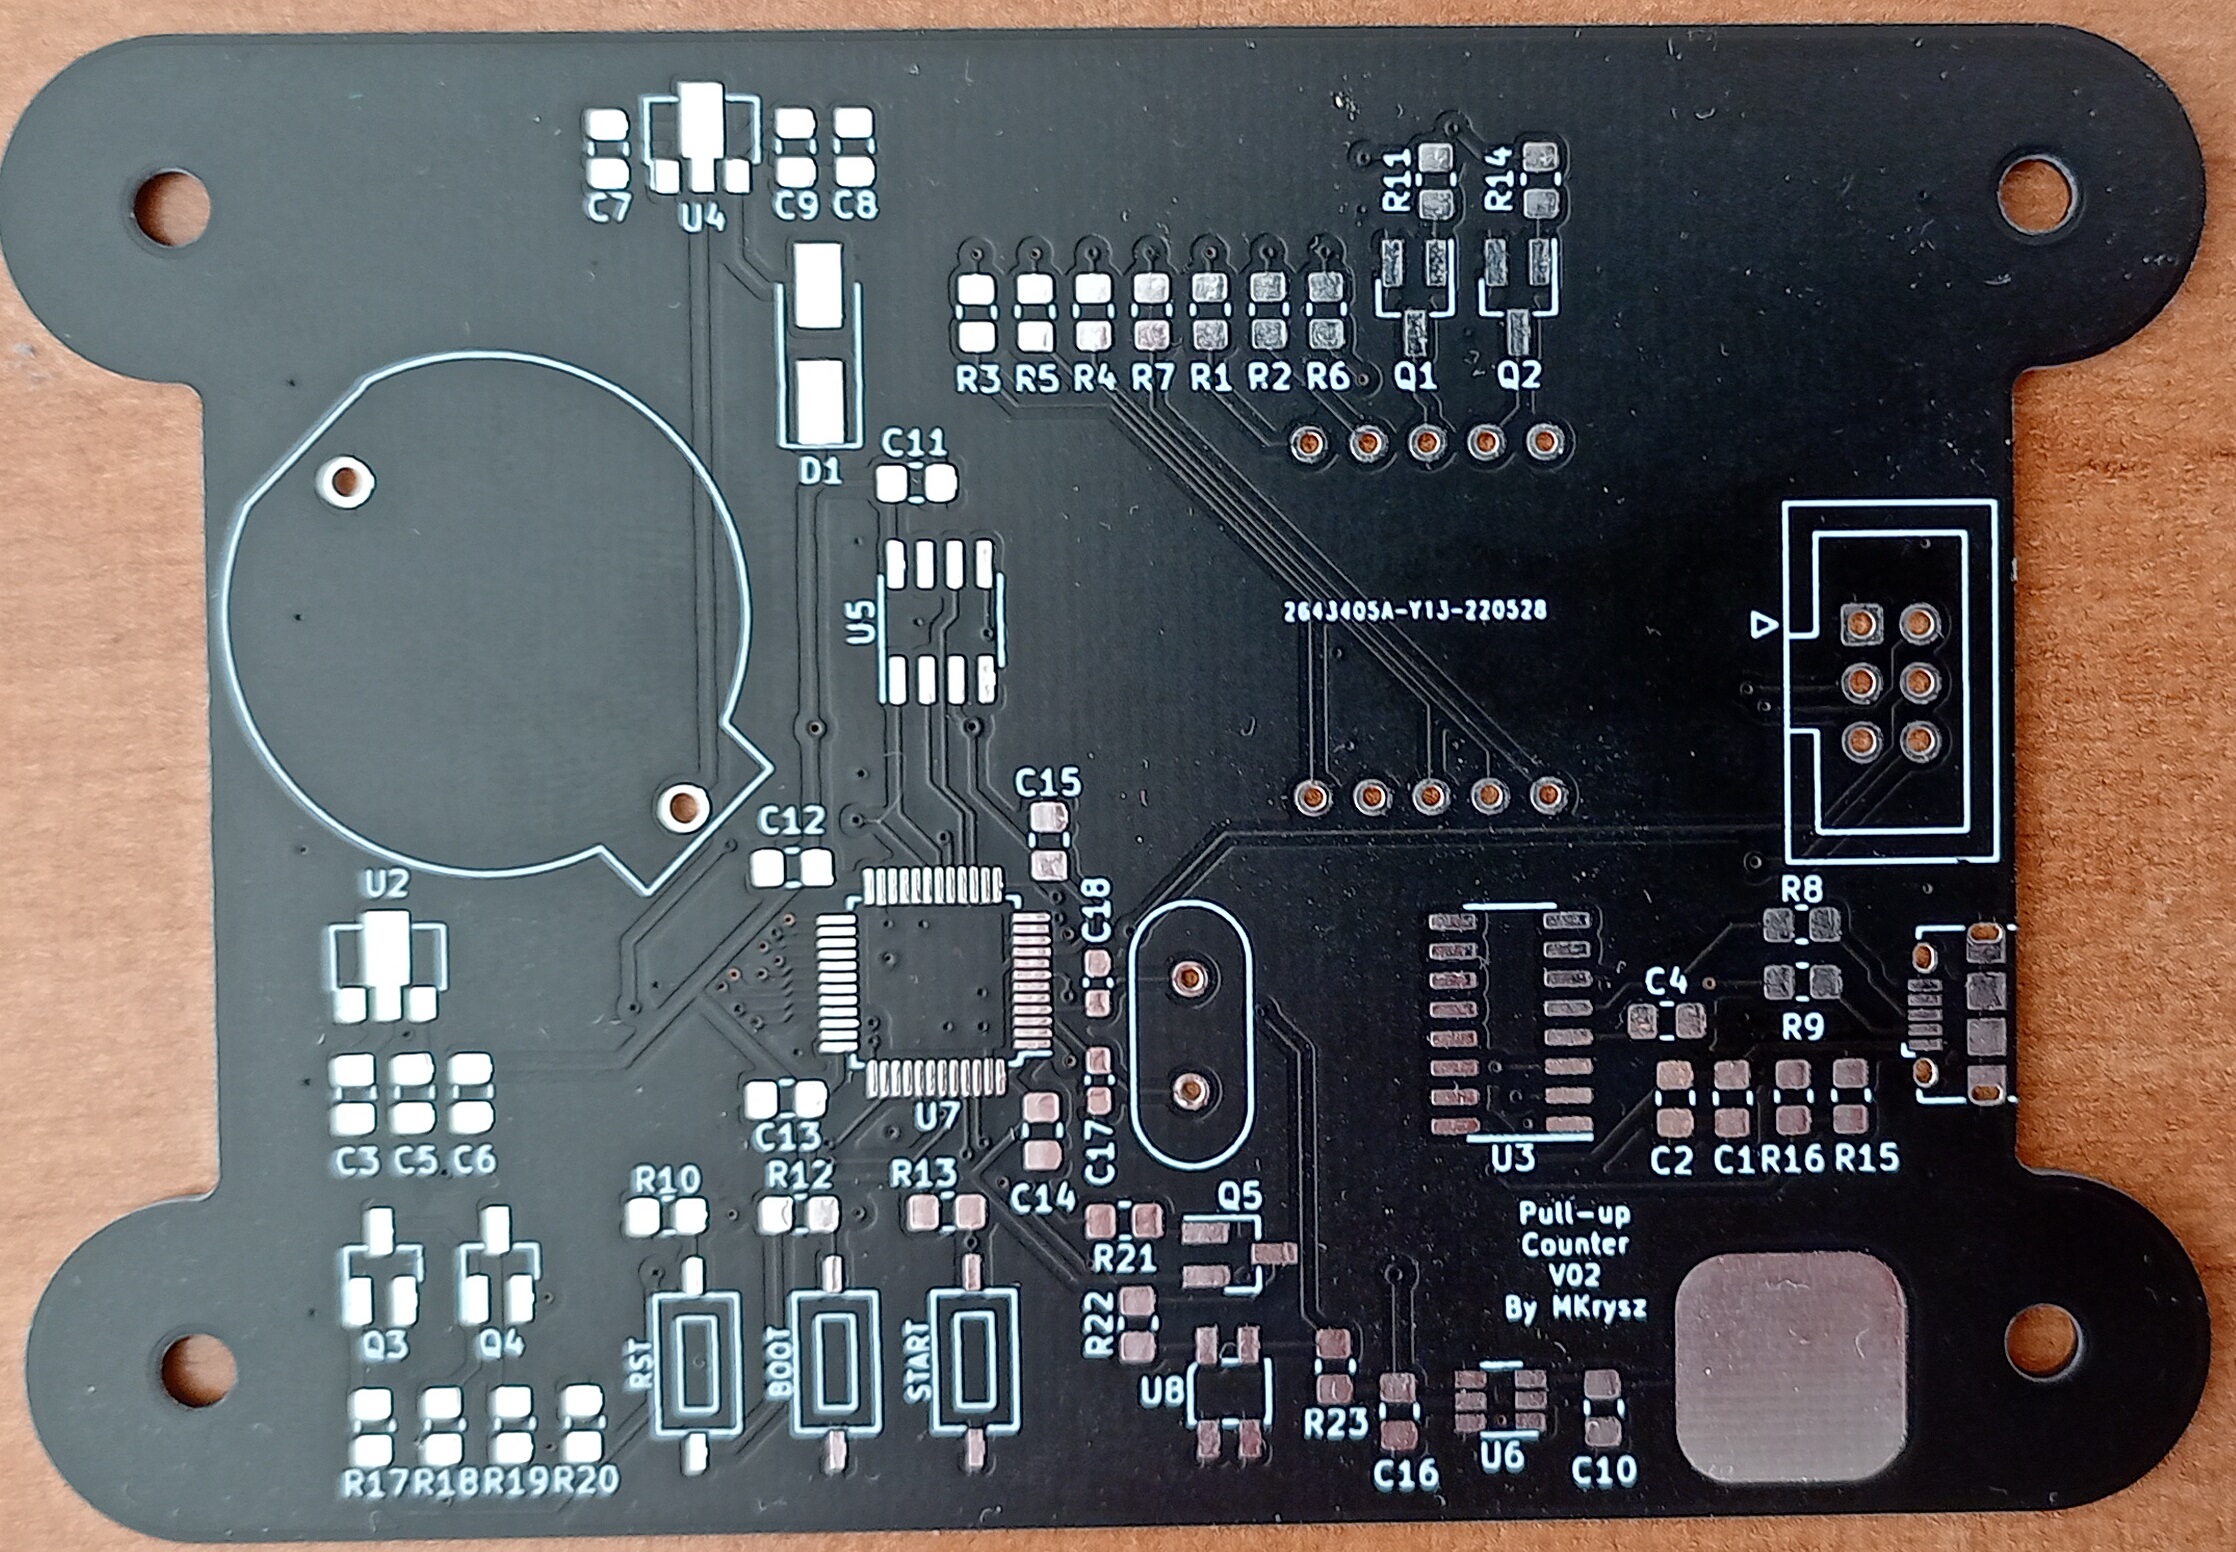 C7 U4 C9 C8
R11 R14
R3 R5 R4 R7 R1 R2 R6 Q1 Q2
C11
D1
U5
2643405A-Y13-220528
C15
C12
U2
C18
R8
C4
R9
U7
C13
C17
C3 C5 C6
U3
C2 C1 R16 R15
R10 R12 R13
C14
Q5
R21
Pull-up
Counter
V02
By MKrysz
Q3 Q4
RST
BOOT
START
R22
U8
R23
C16
U6
C10
R17 R18 R19 R20